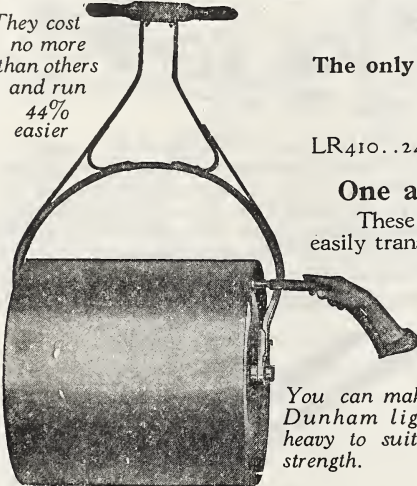 They cost
no more
than others
and run
44%
easier
The only
LR410..24
One a
These
easily tran
You can mak
Dunham lig
heavy to suit
strength.